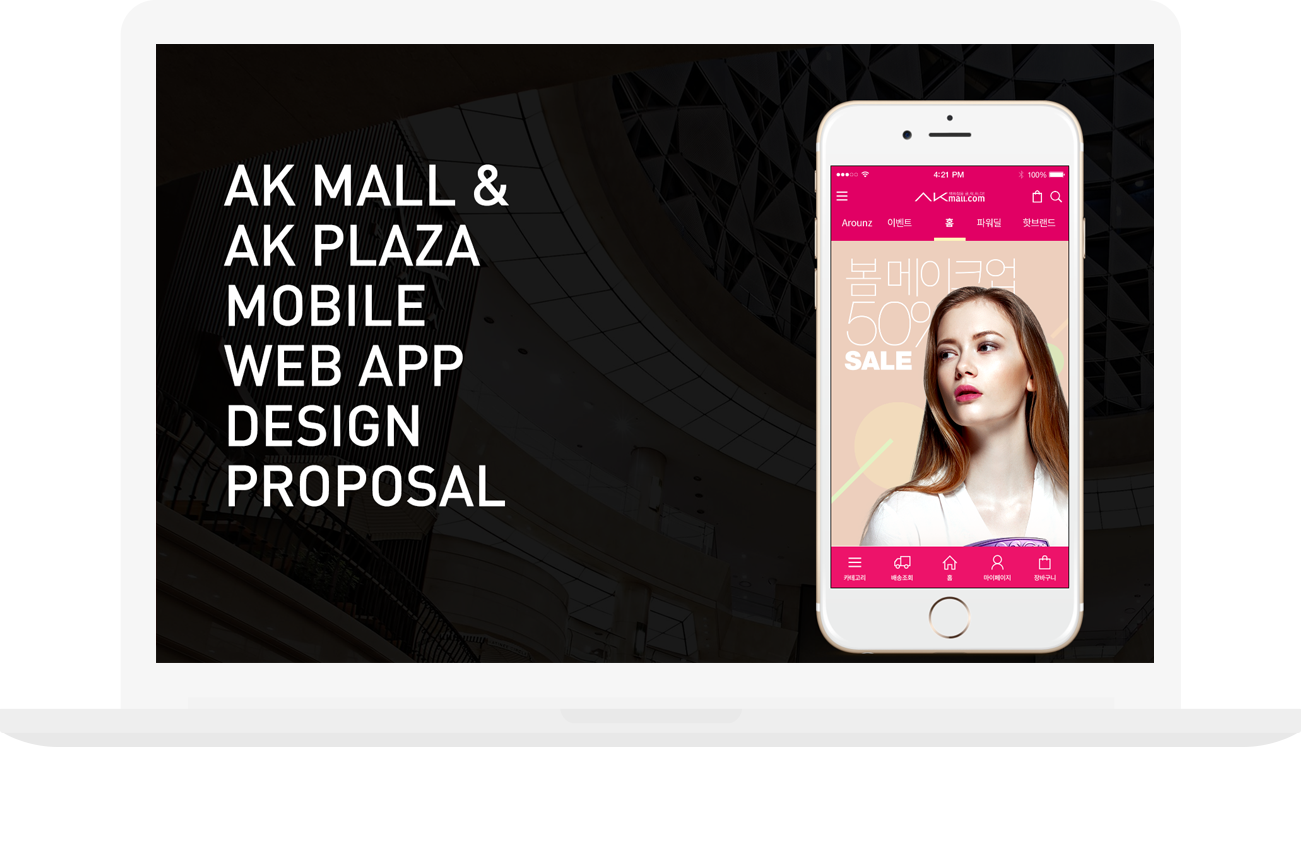 AK MALL &
AK PLAZA
MOBILE
WEB APP
DESIGN
PROPOSAL
4:21 PM
100%
AKmall.com
Arounz 이벤트 홈 파워딜 핫브랜드
봄 메이크업
50%
SALE
카테고리 배송조회 홈 마이페이지 장바구니